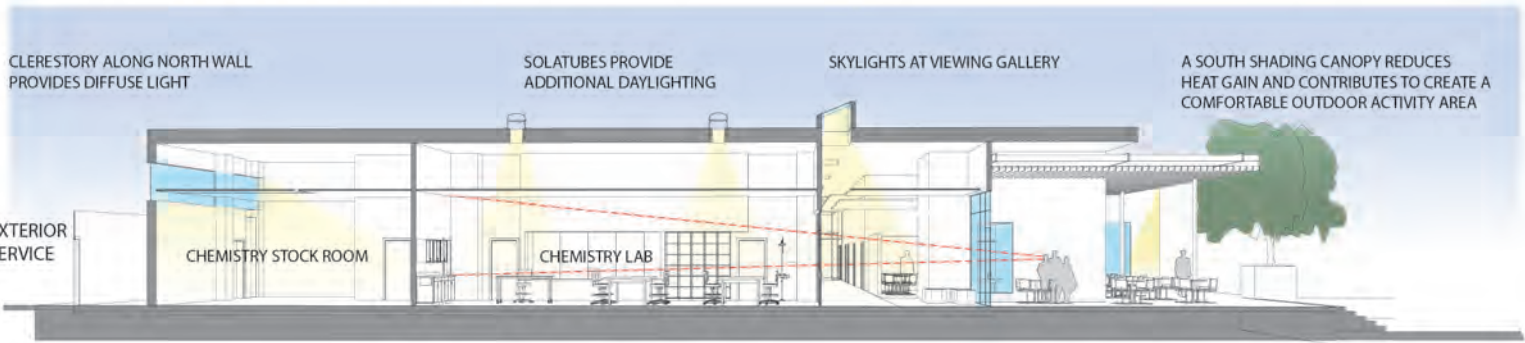 CLERESTORY ALONG NORTH WALL
PROVIDES DIFFUSE LIGHT
SOLATUBES PROVIDE
ADDITIONAL DAYLIGHTING
SKYLIGHTS AT VIEWING GALLERY
A SOUTH SHADING CANOPY REDUCES
HEAT GAIN AND CONTRIBUTES TO CREATE A
COMFORTABLE OUTDOOR ACTIVITY AREA
XTERIOR
ERVICE
CHEMISTRY STOCK ROOM
CHEMISTRY LAB